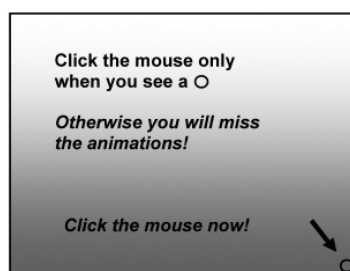 Click the mouse only
when you see a O
Otherwise you will miss
the animations!
Click the mouse now!